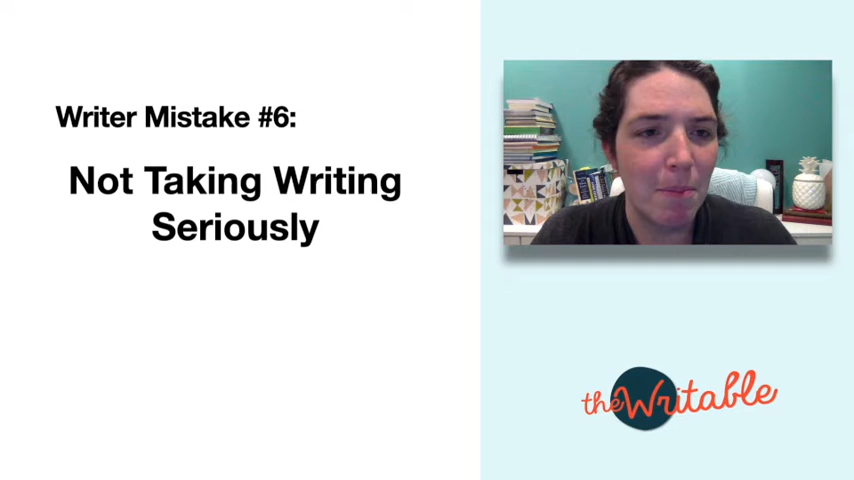 Writer Mistake #6:
Not Taking Writing
Seriously
theWritable